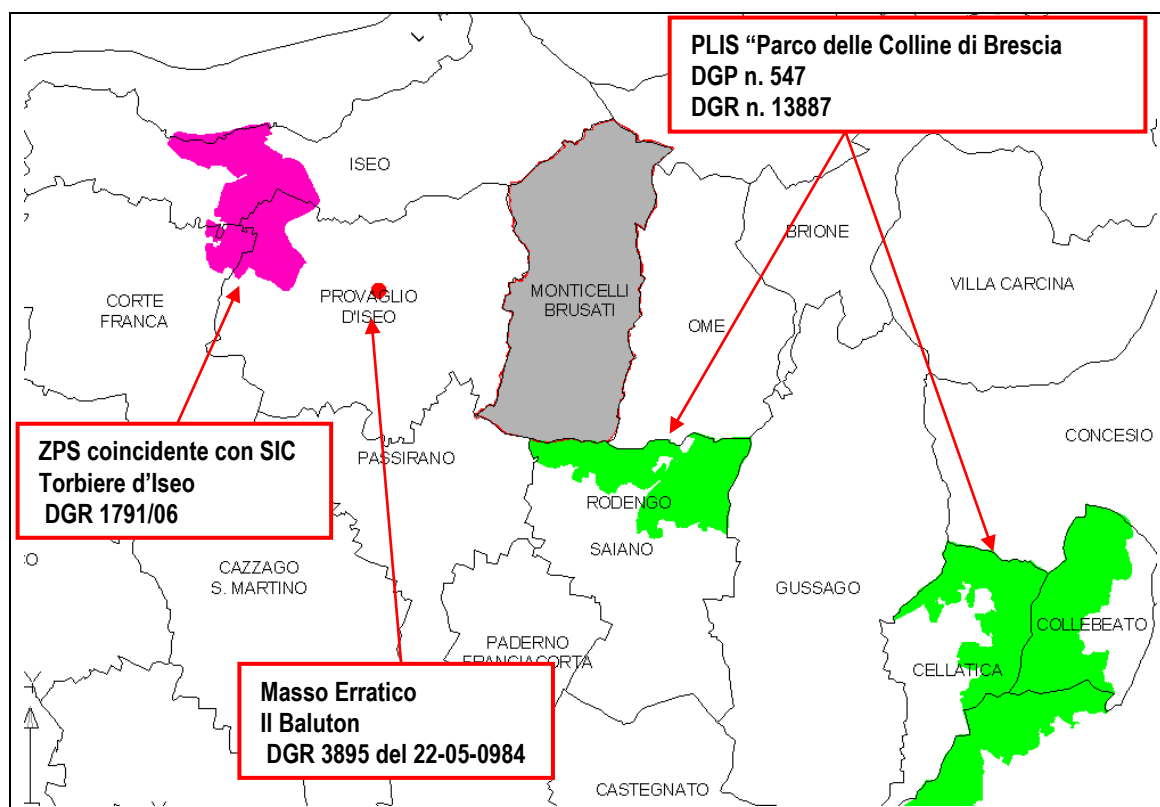 PLIS “Parco delle Colline di Brescia
DGP n. 547
DGR n. 13887
ISEO
BRIONE
VILLA CARCINA
CORTE
FRANCA
PROVAGLIO
D'ISEO
MONTICELLI
BRUSATI
OME
ZPS coincidente con SIC
Torbiere d’Iseo
DGR 1791/06
PASSIRANO
CONCESIO
RODENGO
SAIANO
CAZZAGO
S. MARTINO
GUSSAGO
PADERNO
FRANCIACORTA
COLLEBEATO
CELLATICA
Masso Erratico
Il Baluton
DGR 3895 del 22-05-0984
CASTEGNATO